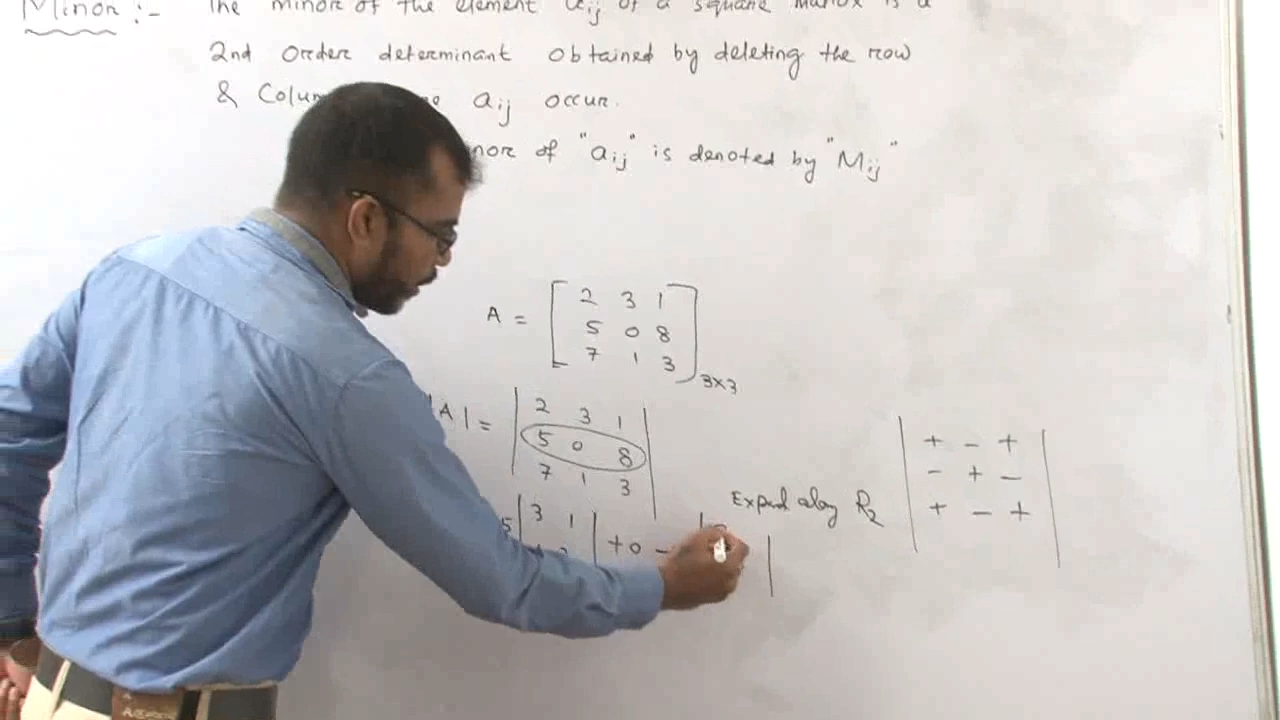 Minor :- The minor of the element aij of a square matrix is a
2nd order determinant obtained by deleting the row
& aij occur.
of "aij" is denoted by "Mij"
A = [ 2 3 1
5 0 8
7 1 3 ]3×3
|A| = | 2 3 1 |
| 5 0 8 |
| 7 1 3 |
Expand along R2
| + - + |
| - + - |
| + - + |
5 | 3 1 | + 0 -